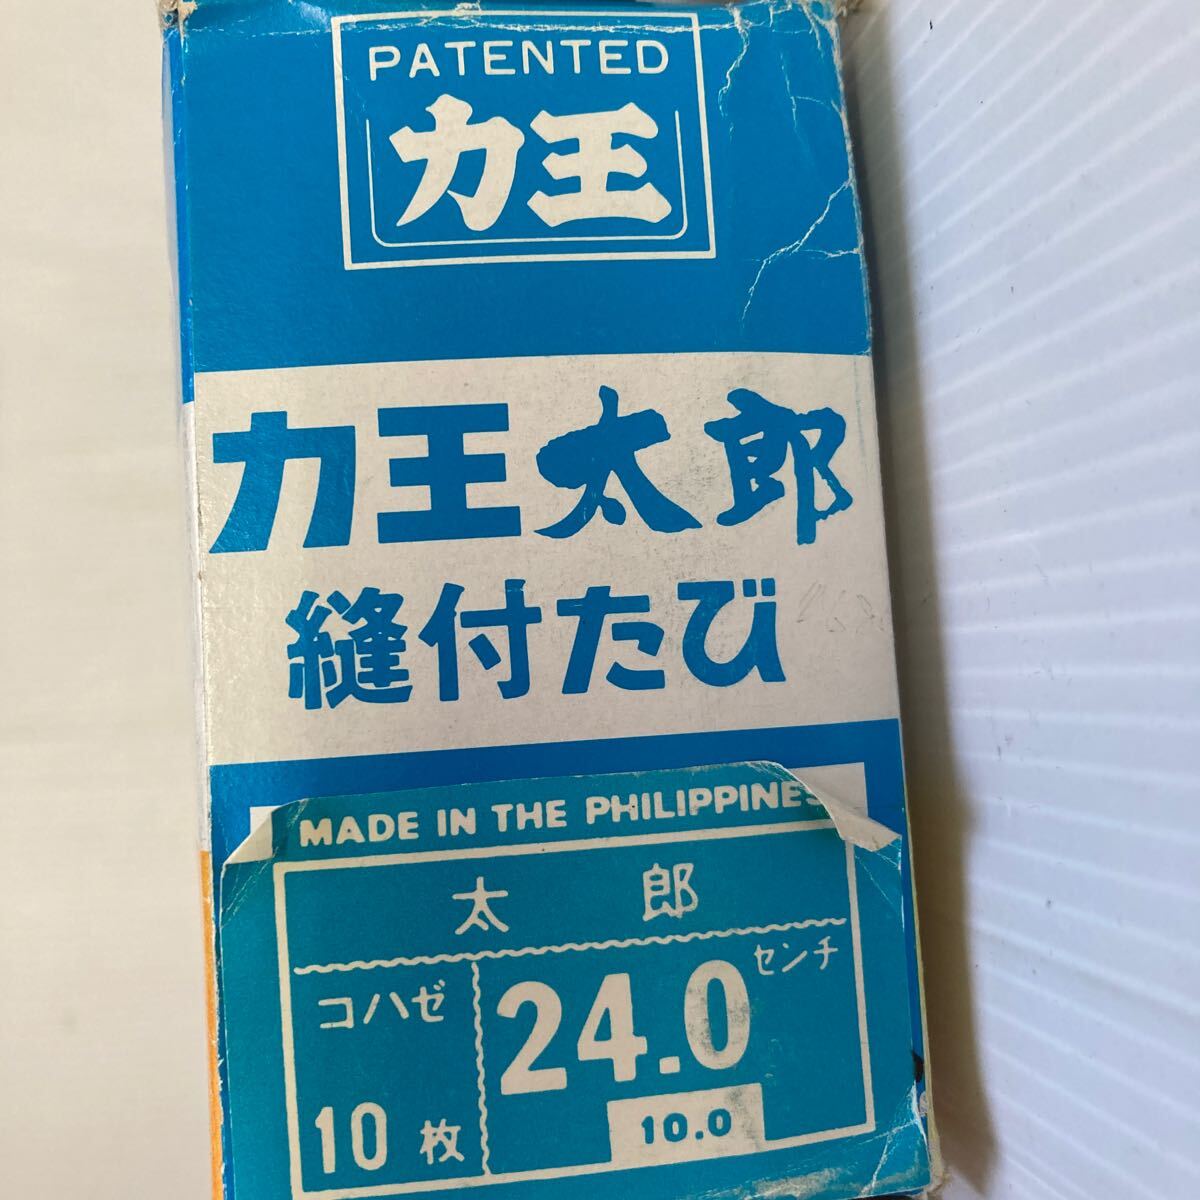 PATENTED
力王
力王太郎
縫付たび
MADE IN THE PHILIPPINES
太郎
コハゼ
10枚
24.0センチ
10.0